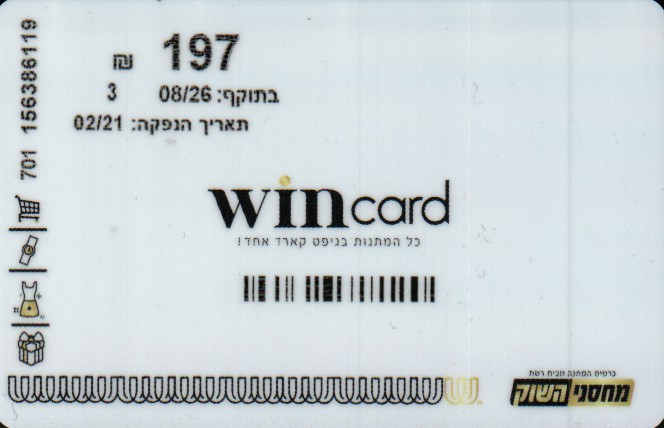 197 ₪
בתוקף: 08/26 3
תאריך הנפקה: 02/21
701 1563861119
wincard
כל המתנות בגיפט קארד אחד!
כרטיס המתנה מבית רשת
מחסני השוק